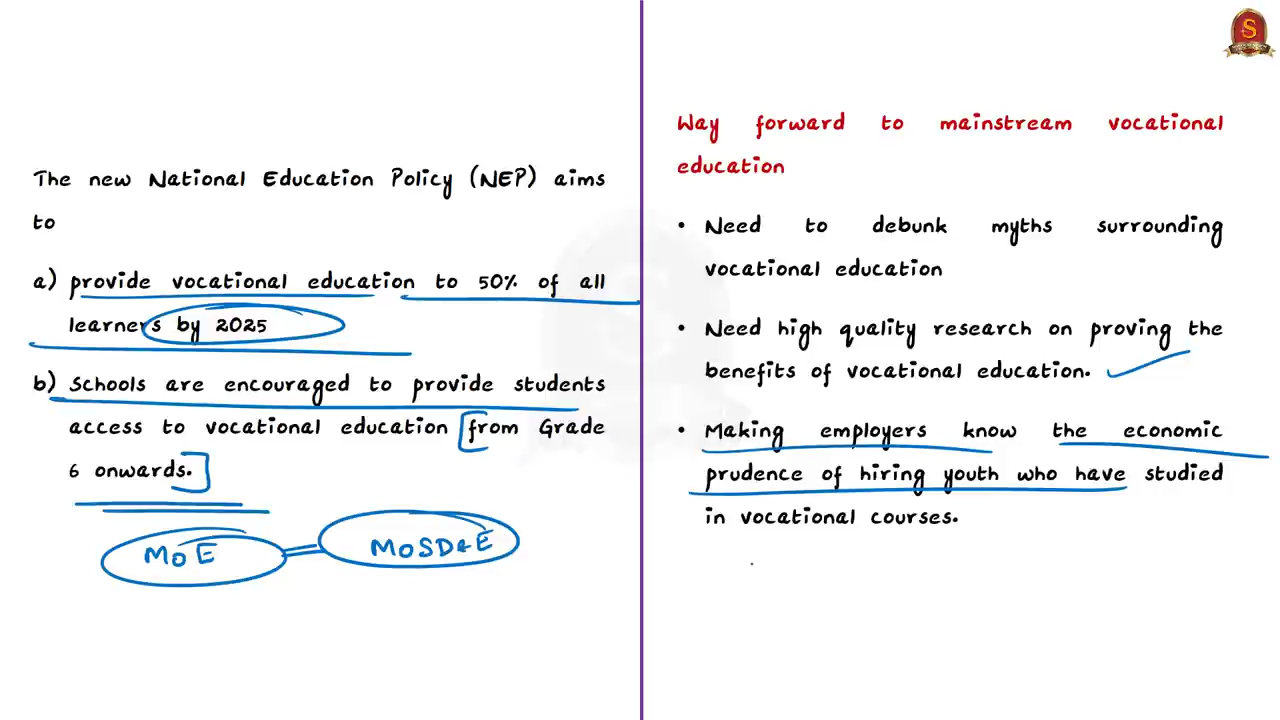 The new National Education Policy (NEP) aims
to
a) provide vocational education to 50% of all
learners by 2025
b) Schools are encouraged to provide students
access to vocational education from Grade
6 onwards.
MoE
MOSD&E
Way forward to mainstream vocational
education
• Need to debunk myths surrounding
vocational education
• Need high quality research on proving the
benefits of vocational education.
• Making employers know the economic
prudence of hiring youth who have studied
in vocational courses.
S